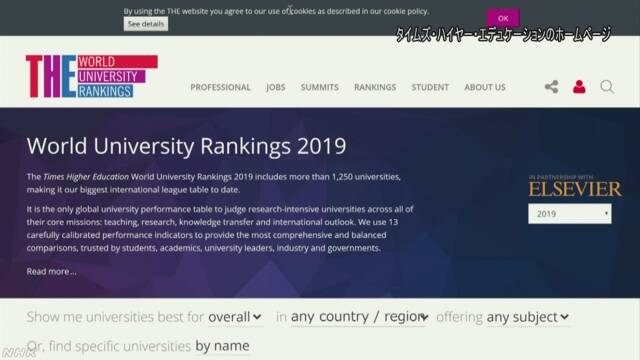 By using the THE website you agree to our use of cookies as described in our cookie policy.
See details
OK
タイムズ・ハイヤー・エデュケーションのホームページ
THE
WORLD
UNIVERSITY
RANKINGS
PROFESSIONAL JOBS SUMMITS RANKINGS STUDENT ABOUT US
World University Rankings 2019
The Times Higher Education World University Rankings 2019 includes more than 1,250 universities,
making it our biggest international league table to date.
IN PARTNERSHIP WITH
ELSEVIER
2019
It is the only global university performance table to judge research-intensive universities across all of
their core missions: teaching, research, knowledge transfer and international outlook. We use 13
carefully calibrated performance indicators to provide the most comprehensive and balanced
comparisons, trusted by students, academics, university leaders, industry and governments.
Read more...
Show me universities best for overall in any country / region offering any subject
Or, find specific universities by name
NHK